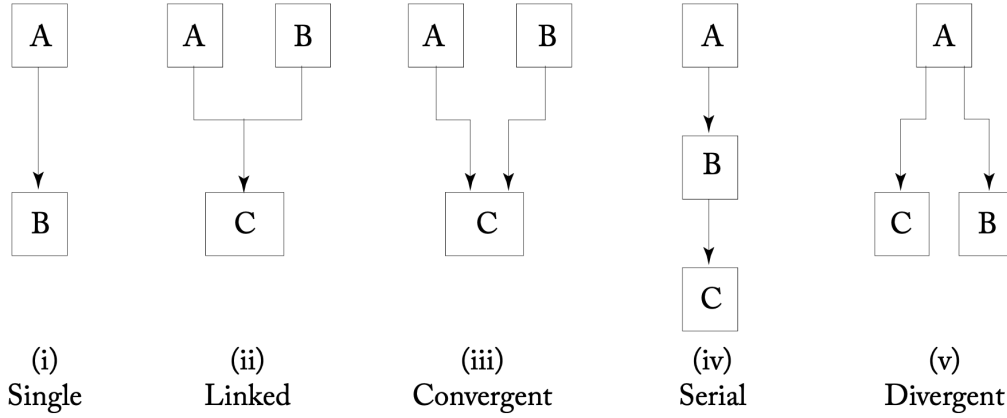 A
B
(i)
Single
A B
C
(ii)
Linked
A B
C
(iii)
Convergent
A
B
C
(iv)
Serial
A
C B
(v)
Divergent